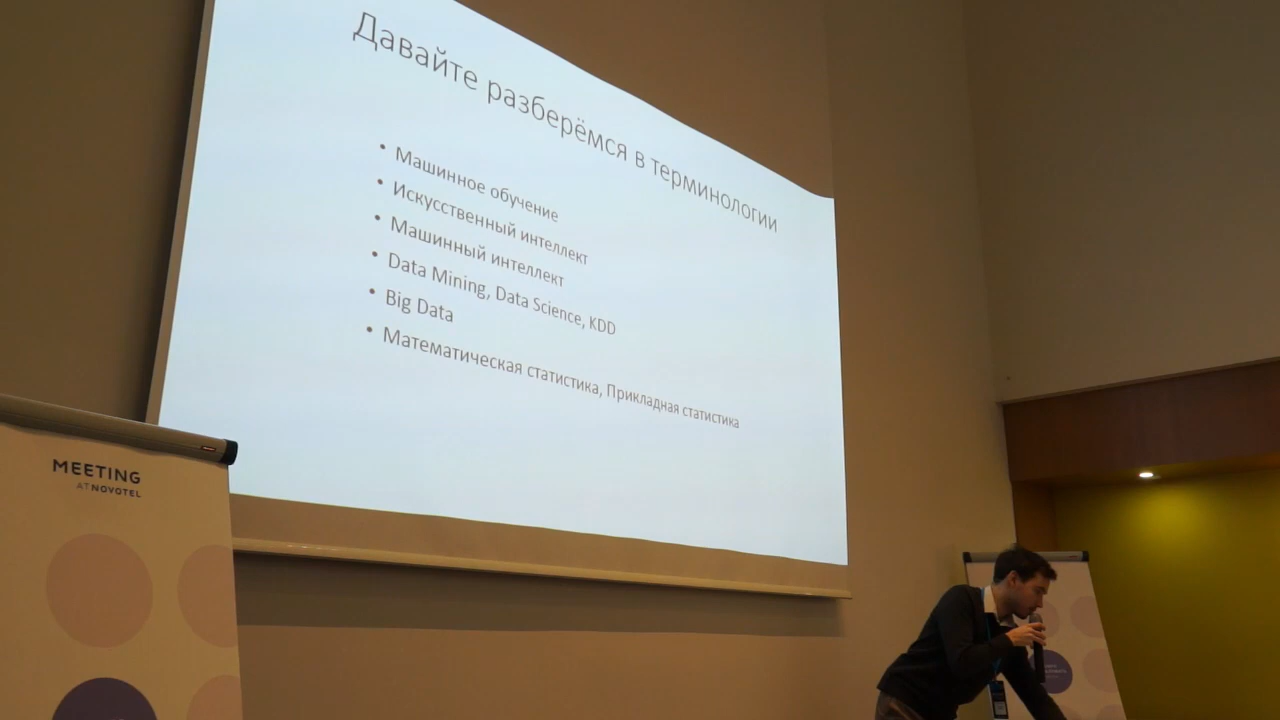 Давайте разберёмся в терминологии
• Машинное обучение
• Искусственный интеллект
• Машинный интеллект
• Data Mining, Data Science, KDD
• Big Data
• Математическая статистика, Прикладная статистика
MEETING
AT NOVOTEL